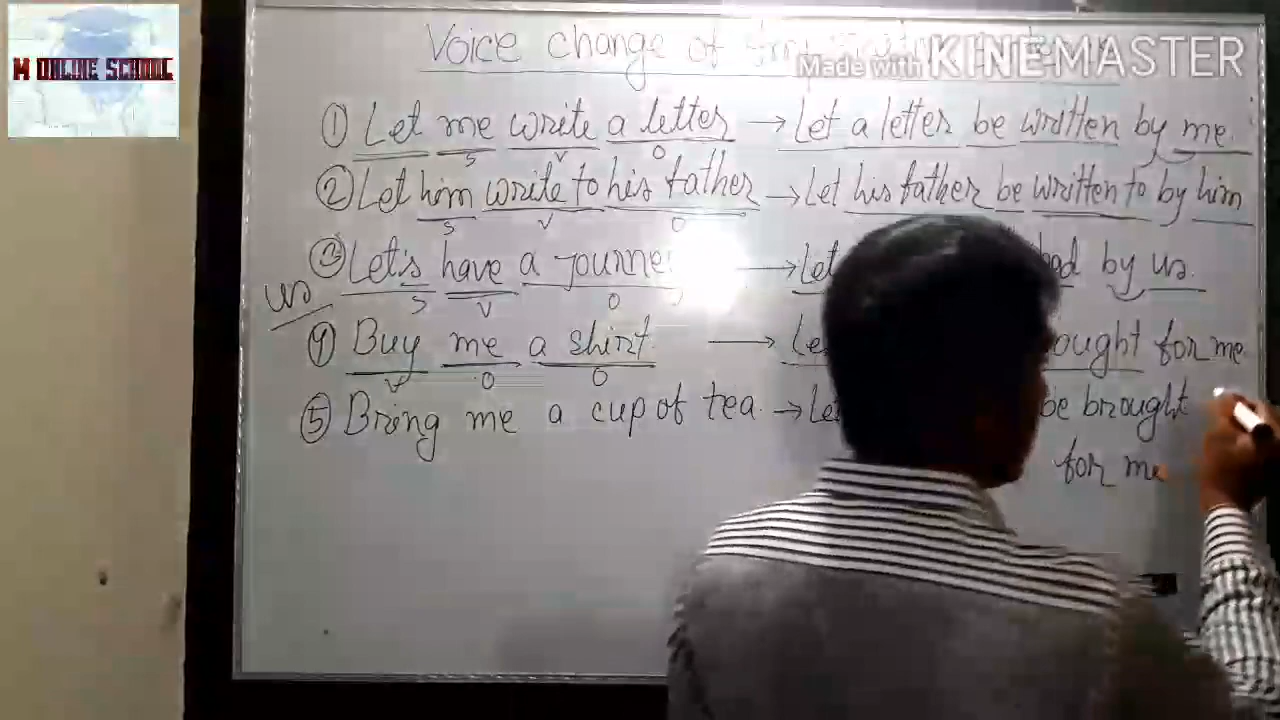 M ONLINE SCHOOL
Voice change of
Made with KINEMASTER
① Let me write a letter → Let a letter be written by me.
S V O
② Let him write to his father → Let his father be written to by him
S V O
③ Let's have a journe → Let by us.
us S V O
④ Buy me a shirt. → ought for me.
V O O
⑤ Bring me a cup of tea. → be brought
for me